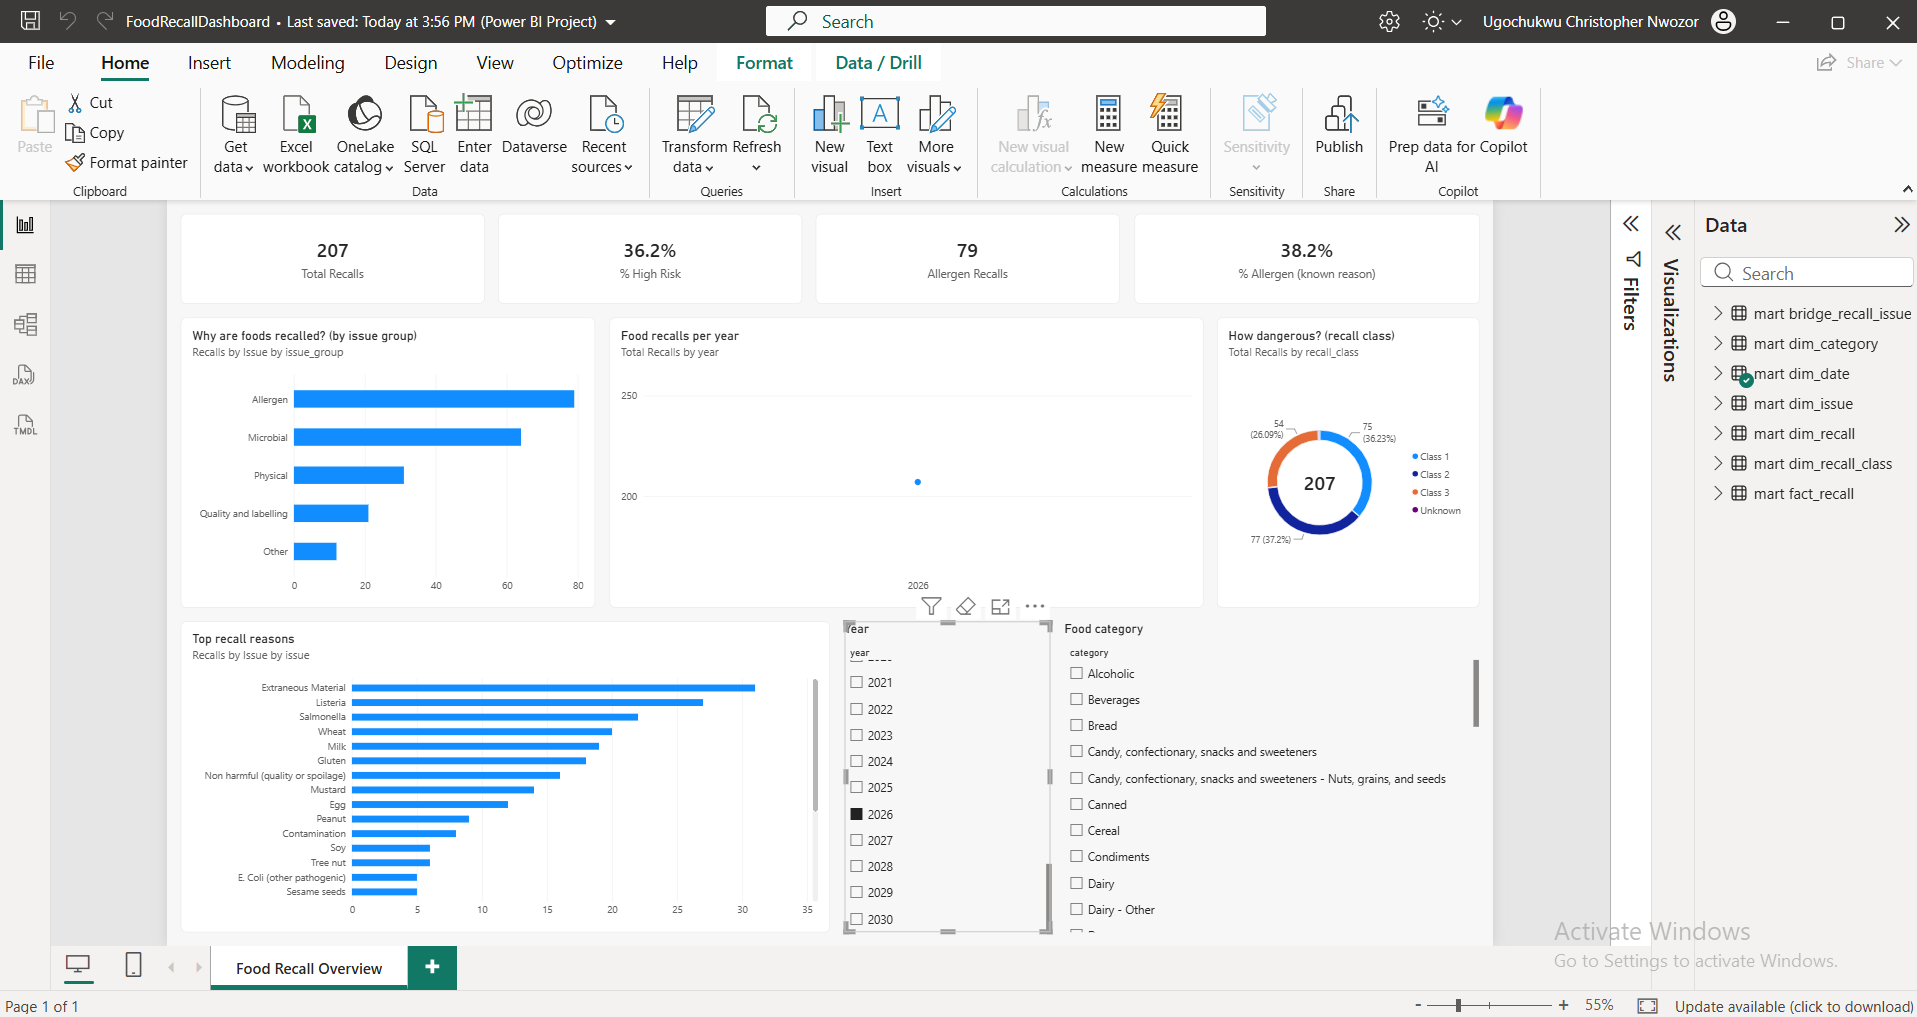 FoodRecallDashboard • Last saved: Today at 3:56 PM (Power BI Project)
Search
Ugochukwu Christopher Nwozor
File Home Insert Modeling Design View Optimize Help Format Data / Drill
Share
Paste
Cut
Copy
Format painter
Clipboard
Get data
Excel workbook
OneLake catalog
SQL Server
Enter data
Dataverse
Recent sources
Data
Transform data
Refresh
Queries
New visual
Text box
More visuals
Insert
New visual calculation
New measure
Quick measure
Calculations
Sensitivity
Sensitivity
Publish
Share
Prep data for AI
Copilot
Copilot
DAX
TMDL
207
Total Recalls
36.2%
% High Risk
79
Allergen Recalls
38.2%
% Allergen (known reason)
Why are foods recalled? (by issue group)
Recalls by Issue by issue_group
Allergen
Microbial
Physical
Quality and labelling
Other
0 20 40 60 80
Food recalls per year
Total Recalls by year
250
200
2026
How dangerous? (recall class)
Total Recalls by recall_class
54 (26.09%)
75 (36.23%)
207
77 (37.2%)
Class 1
Class 2
Class 3
Unknown
Top recall reasons
Recalls by Issue by issue
Extraneous Material
Listeria
Salmonella
Wheat
Milk
Gluten
Non harmful (quality or spoilage)
Mustard
Egg
Peanut
Contamination
Soy
Tree nut
E. Coli (other pathogenic)
Sesame seeds
0 5 10 15 20 25 30 35
Year
year
2021
2022
2023
2024
2025
2026
2027
2028
2029
2030
Food category
category
Alcoholic
Beverages
Bread
Candy, confectionary, snacks and sweeteners
Candy, confectionary, snacks and sweeteners - Nuts, grains, and seeds
Canned
Cereal
Condiments
Dairy
Dairy - Other
Filters
Visualizations
Data
Search
mart bridge_recall_issue
mart dim_category
mart dim_date
mart dim_issue
mart dim_recall
mart dim_recall_class
mart fact_recall
Activate Windows
Go to Settings to activate Windows.
Food Recall Overview
+
Page 1 of 1
- + 55%
Update available (click to download)